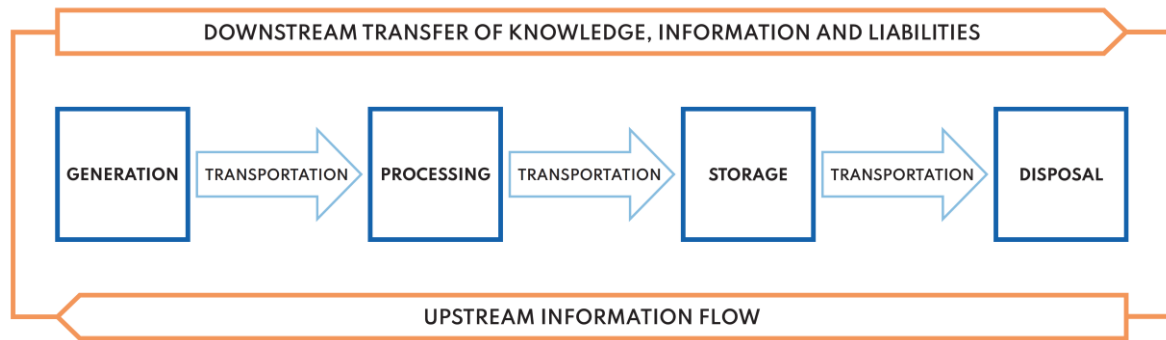 DOWNSTREAM TRANSFER OF KNOWLEDGE, INFORMATION AND LIABILITIES
GENERATION
TRANSPORTATION
PROCESSING
TRANSPORTATION
STORAGE
TRANSPORTATION
DISPOSAL
UPSTREAM INFORMATION FLOW